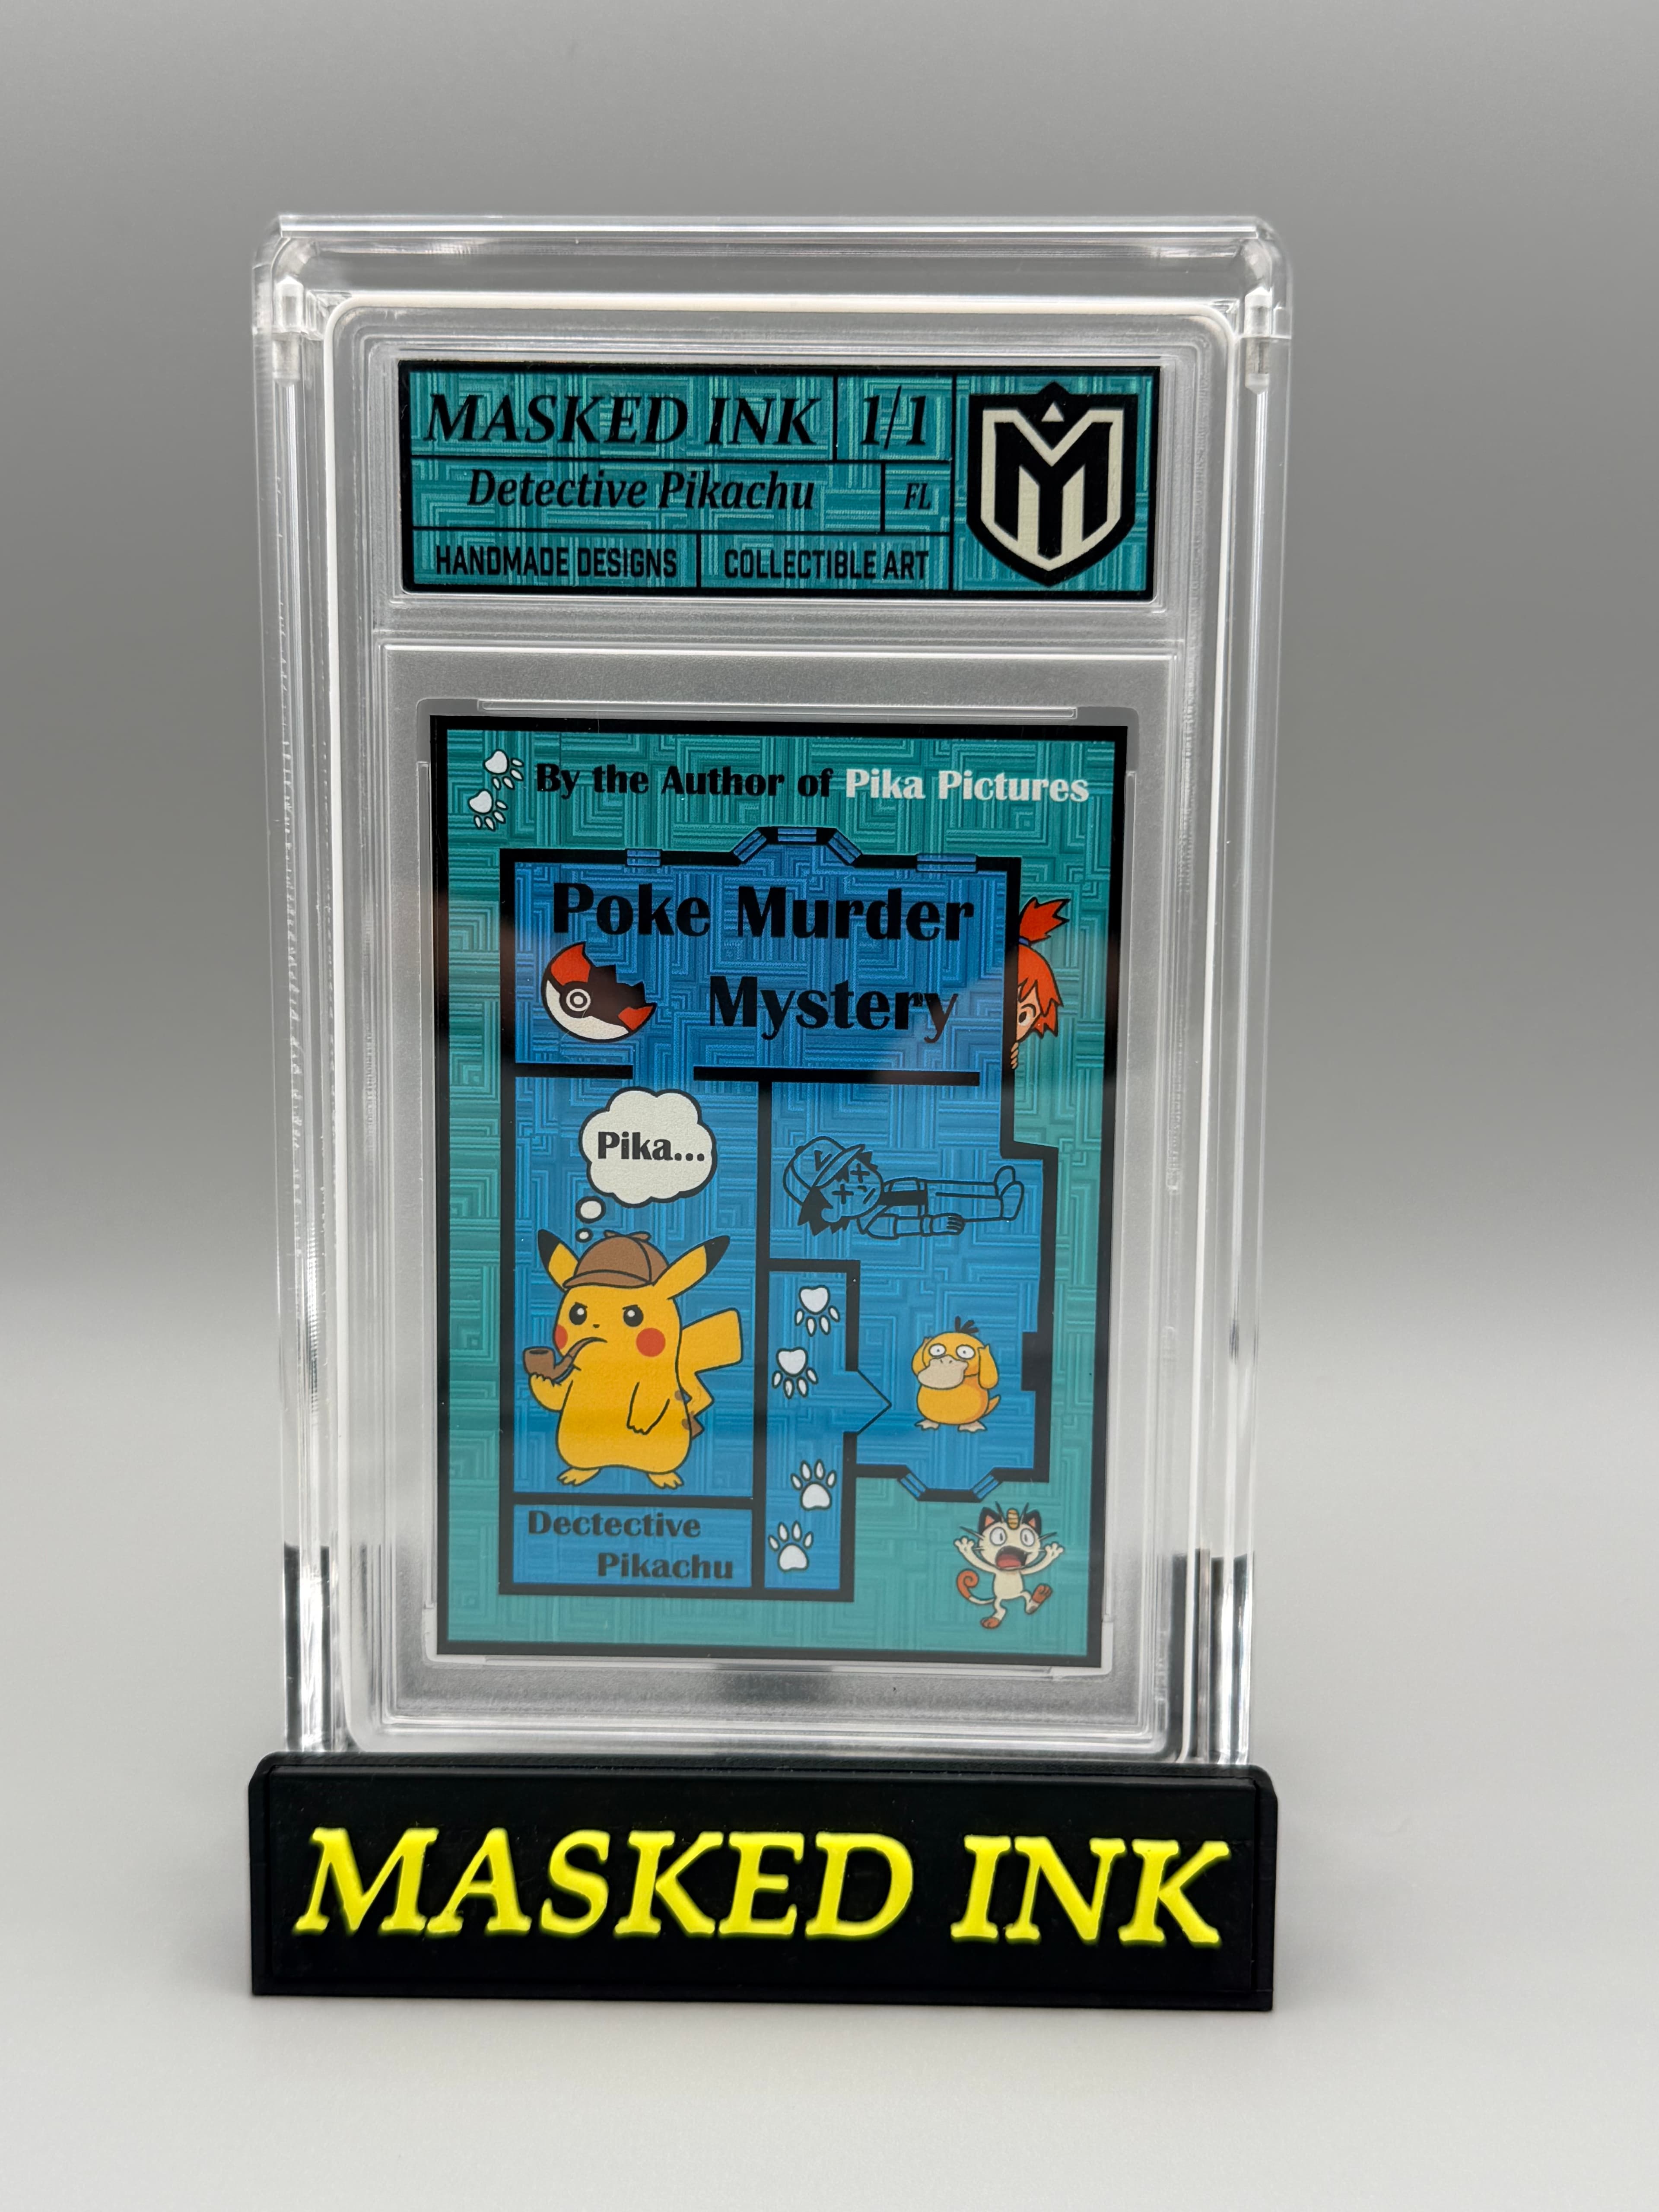 MASKED INK 1/1
Detective Pikachu FL
HANDMADE DESIGNS COLLECTIBLE ART
By the Author of Pika Pictures
Poke Murder
Mystery
Pika...
Dectective
Pikachu
MASKED INK